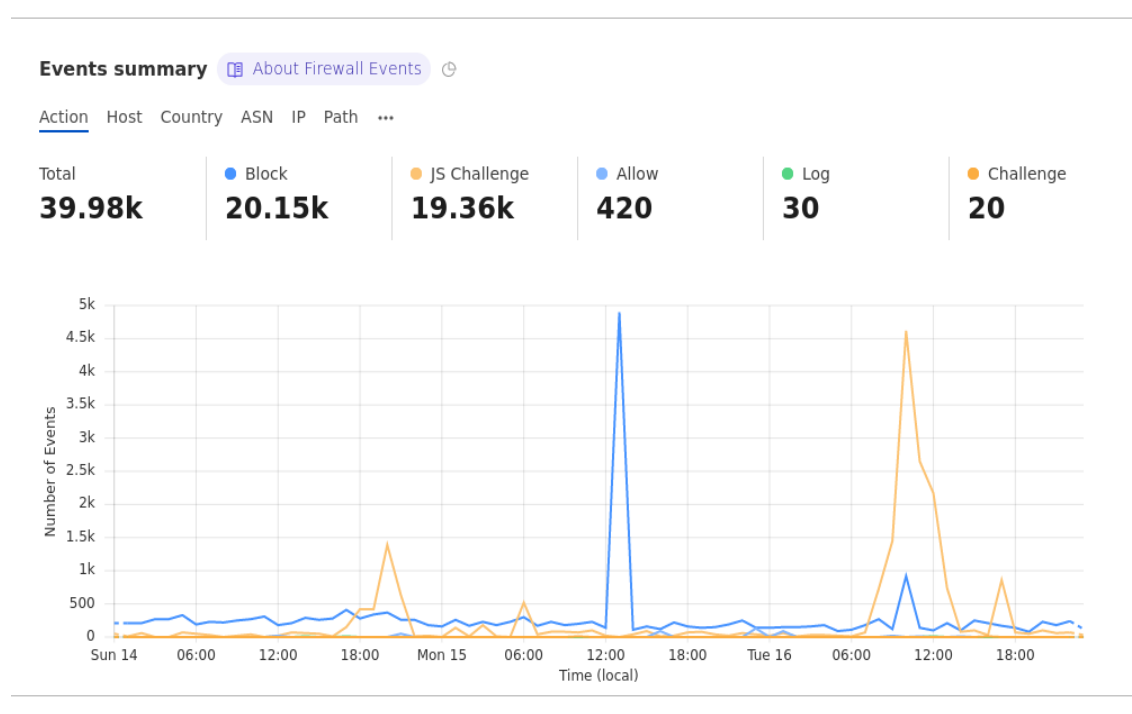 Events summary About Firewall Events
Action Host Country ASN IP Path •••
Total Block JS Challenge Allow Log Challenge
39.98k 20.15k 19.36k 420 30 20
5k
4.5k
4k
3.5k
3k
2.5k
2k
1.5k
1k
500
0
Number of Events
Sun 14 06:00 12:00 18:00 Mon 15 06:00 12:00 18:00 Tue 16 06:00 12:00 18:00
Time (local)